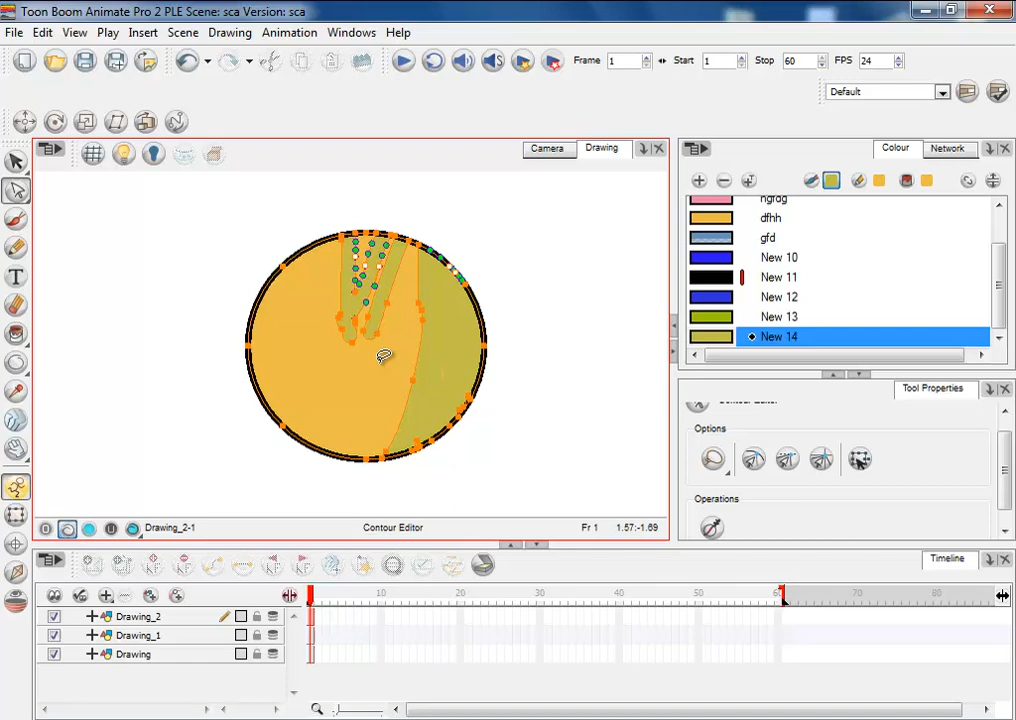 Toon Boom Animate Pro 2 PLE Scene: sca Version: sca
File Edit View Play Insert Scene Drawing Animation Windows Help
Frame 1 Start 1 Stop 60 FPS 24
Default
Camera Drawing
Colour Network
ngfdg
dfhh
gfd
New 10
New 11
New 12
New 13
New 14
Tool Properties
Contour Editor
Options
Operations
Drawing_2-1 Contour Editor Fr 1 1.57:-1.69
Timeline
10 20 30 40 50 60 70 80
Drawing_2
Drawing_1
Drawing